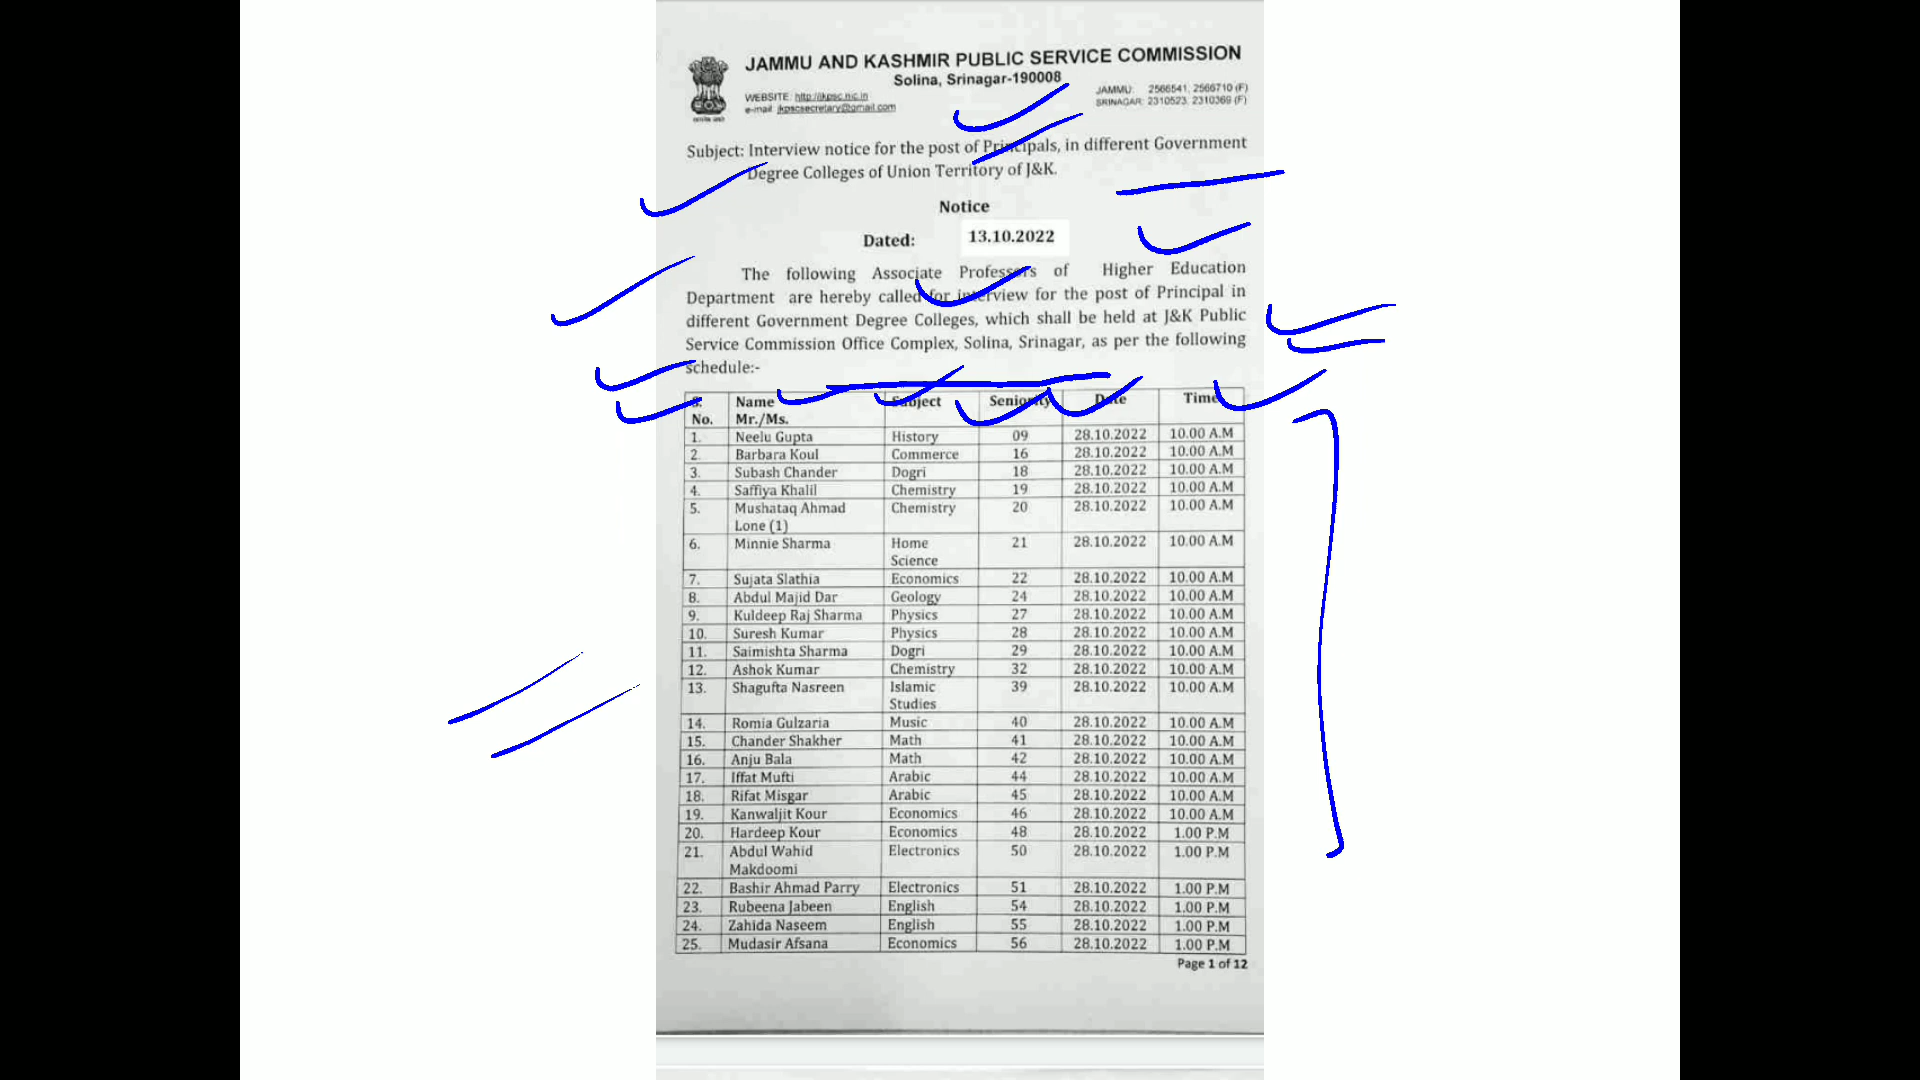 JAMMU AND KASHMIR PUBLIC SERVICE COMMISSION
Solina, Srinagar-190008
WEBSITE: http://jkpsc.nic.in
e-mail: jkpscsecretary@gmail.com
JAMMU: 2566541, 2566710 (F)
SRINAGAR: 2310523, 2310369 (F)
Subject: Interview notice for the post of Principals, in different Government
Degree Colleges of Union Territory of J&K.
Notice
Dated: 13.10.2022
The following Associate Professors of Higher Education
Department are hereby called for interview for the post of Principal in
different Government Degree Colleges, which shall be held at J&K Public
Service Commission Office Complex, Solina, Srinagar, as per the following
schedule:-
S. Name Subject Seniority Date Time
No. Mr./Ms.
1. Neelu Gupta History 09 28.10.2022 10.00 A.M
2. Barbara Koul Commerce 16 28.10.2022 10.00 A.M
3. Subash Chander Dogri 18 28.10.2022 10.00 A.M
4. Saffiya Khalil Chemistry 19 28.10.2022 10.00 A.M
5. Mushataq Ahmad Chemistry 20 28.10.2022 10.00 A.M
Lone (1)
6. Minnie Sharma Home 21 28.10.2022 10.00 A.M
Science
7. Sujata Slathia Economics 22 28.10.2022 10.00 A.M
8. Abdul Majid Dar Geology 24 28.10.2022 10.00 A.M
9. Kuldeep Raj Sharma Physics 27 28.10.2022 10.00 A.M
10. Suresh Kumar Physics 28 28.10.2022 10.00 A.M
11. Saimishta Sharma Dogri 29 28.10.2022 10.00 A.M
12. Ashok Kumar Chemistry 32 28.10.2022 10.00 A.M
13. Shagufta Nasreen Islamic 39 28.10.2022 10.00 A.M
Studies
14. Romia Gulzaria Music 40 28.10.2022 10.00 A.M
15. Chander Shakher Math 41 28.10.2022 10.00 A.M
16. Anju Bala Math 42 28.10.2022 10.00 A.M
17. Iffat Mufti Arabic 44 28.10.2022 10.00 A.M
18. Rifat Misgar Arabic 45 28.10.2022 10.00 A.M
19. Kanwaljit Kour Economics 46 28.10.2022 10.00 A.M
20. Hardeep Kour Economics 48 28.10.2022 1.00 P.M
21. Abdul Wahid Electronics 50 28.10.2022 1.00 P.M
Makdoomi
22. Bashir Ahmad Parry Electronics 51 28.10.2022 1.00 P.M
23. Rubeena Jabeen English 54 28.10.2022 1.00 P.M
24. Zahida Naseem English 55 28.10.2022 1.00 P.M
25. Mudasir Afsana Economics 56 28.10.2022 1.00 P.M
Page 1 of 12